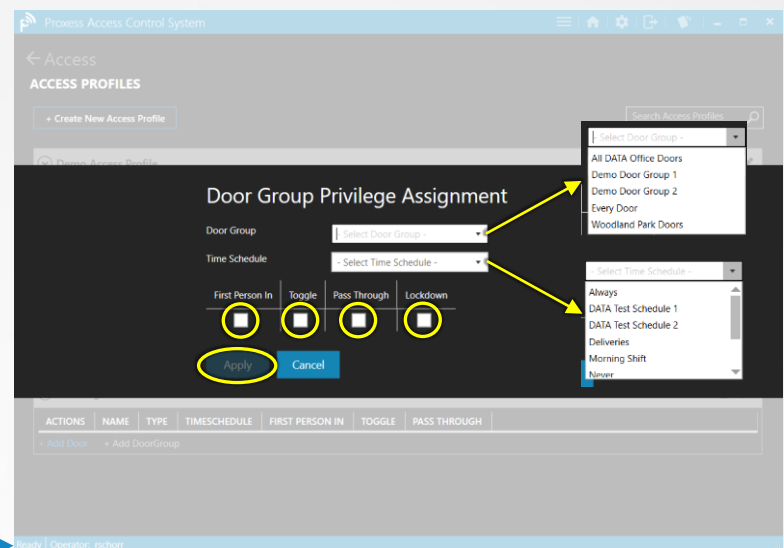 Proxess Access Control System
Access
ACCESS PROFILES
+ Create New Access Profile
Search Access Profiles
Demo Access Profile
Door Group Privilege Assignment
Door Group
- Select Door Group -
Time Schedule
- Select Time Schedule -
First Person In Toggle Pass Through Lockdown
Apply Cancel
- Select Door Group -
All DATA Office Doors
Demo Door Group 1
Demo Door Group 2
Every Door
Woodland Park Doors
- Select Time Schedule -
Always
DATA Test Schedule 1
DATA Test Schedule 2
Deliveries
Morning Shift
Never
ACTIONS NAME TYPE TIMESCHEDULE FIRST PERSON IN TOGGLE PASS THROUGH
+ Add Door + Add DoorGroup
Ready Operator: rschorr